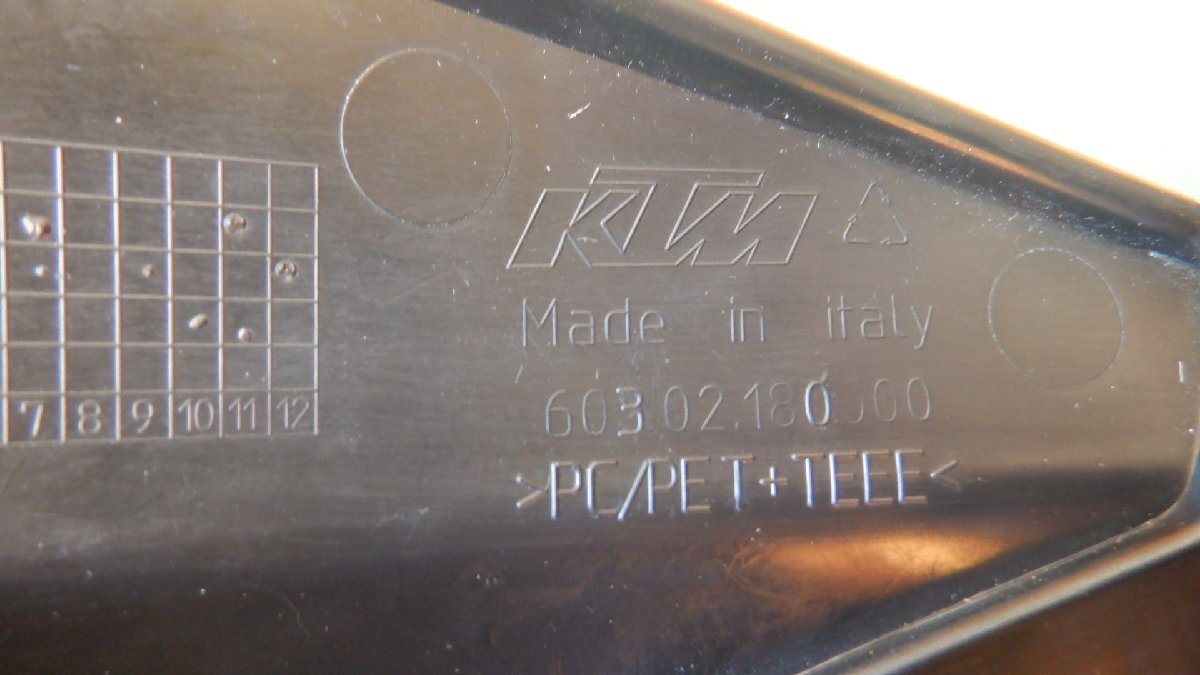 KTM
Made in italy
603.02.180.000
>PC/PET+TEEE<
7 8 9 10 11 12